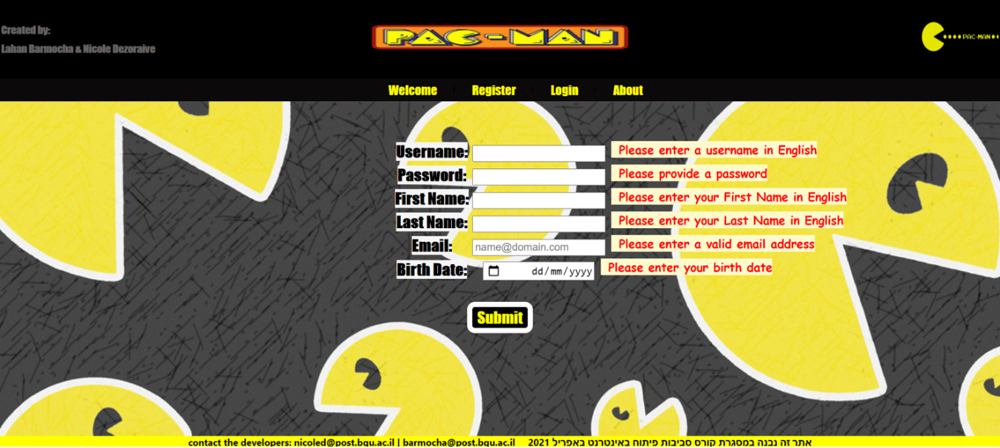 Created by:
Lahan Barmocha & Nicole Dezoraive
PAC-MAN
PAC-MAN
Welcome Register Login About
Username: Please enter a username in English
Password: Please provide a password
First Name: Please enter your First Name in English
Last Name: Please enter your Last Name in English
Email: name@domain.com Please enter a valid email address
Birth Date: dd/mm/yyyy Please enter your birth date
Submit
contact the developers: nicoled@post.bgu.ac.il | barmocha@post.bgu.ac.il אתר זה נבנה במסגרת קורס סביבות פיתוח באינטרנט באפריל 2021